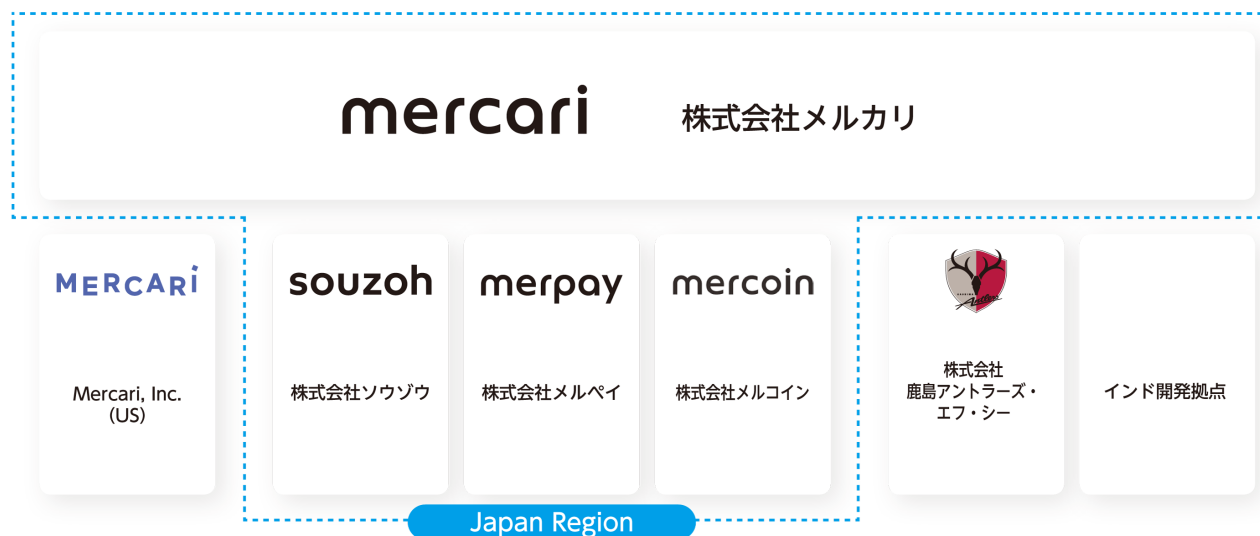 mercari 株式会社メルカリ
MERCARI
Mercari, Inc.
(US)
souzoh
株式会社ソウゾウ
merpay
株式会社メルペイ
mercoin
株式会社メルコイン
Antlers
株式会社
鹿島アントラーズ・
エフ・シー
インド開発拠点
Japan Region